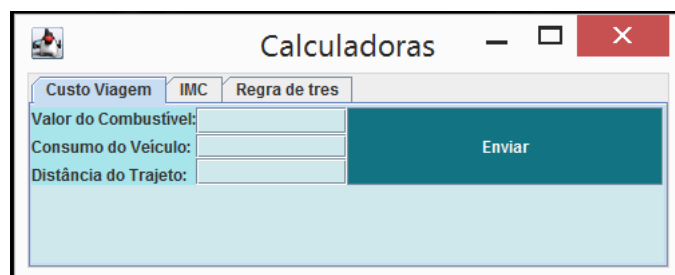 Calculadoras
Custo Viagem IMC Regra de tres
Valor do Combustível:
Consumo do Veículo: Enviar
Distância do Trajeto: